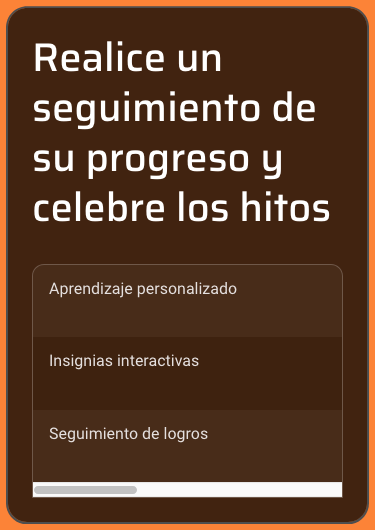 Realice un
seguimiento de
su progreso y
celebre los hitos
Aprendizaje personalizado
Insignias interactivas
Seguimiento de logros